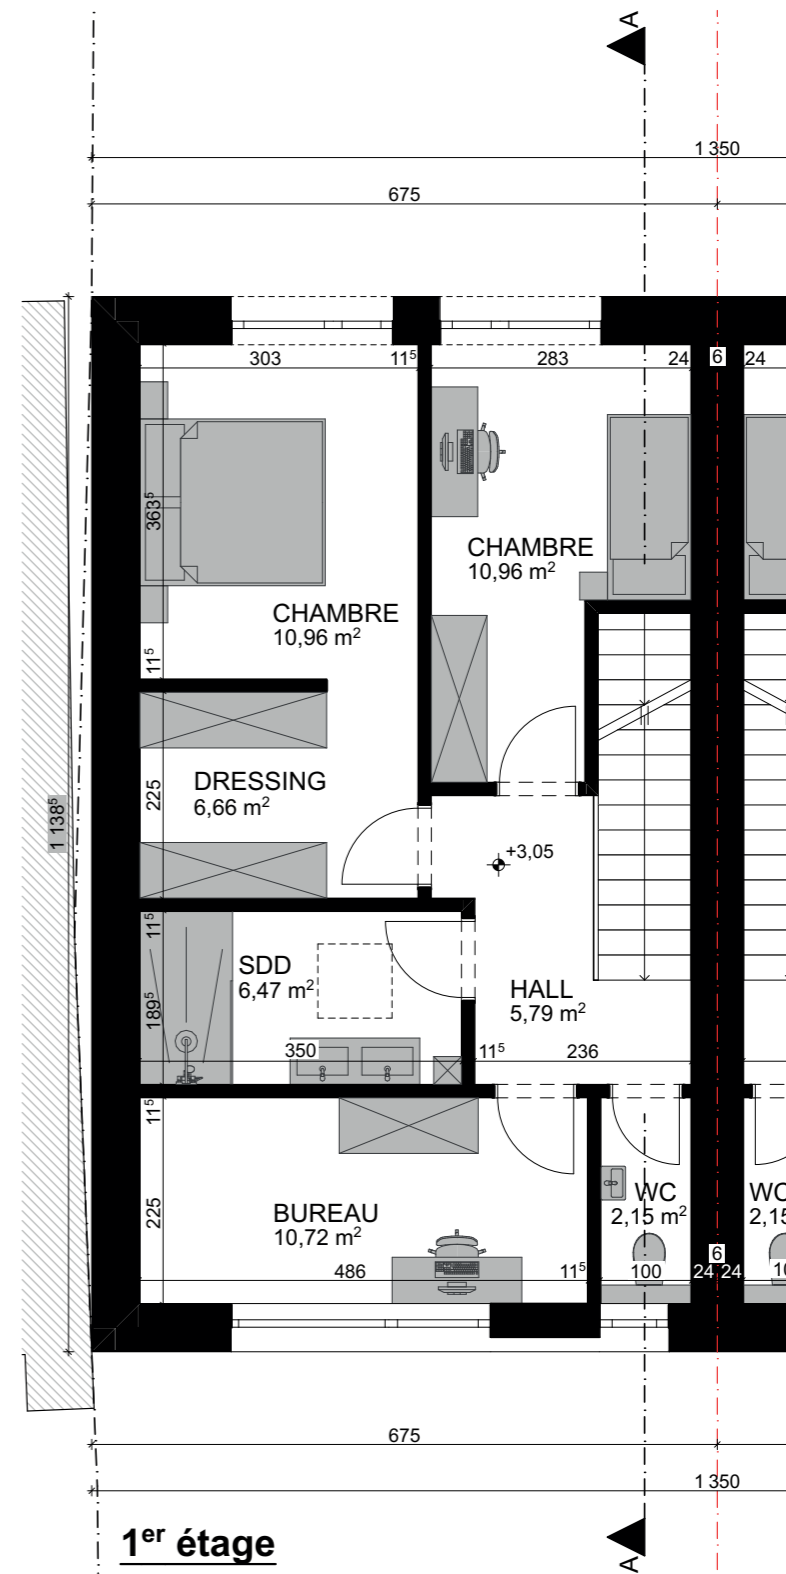 A
1 350
675
303
11⁵
283
24
6
24
363⁵
CHAMBRE
10,96 m²
CHAMBRE
10,96 m²
11⁵
DRESSING
6,66 m²
225
1 138⁵
+3,05
11⁵
SDD
6,47 m²
HALL
5,79 m²
189⁵
350
11⁵
236
11⁵
225
BUREAU
10,72 m²
WC
2,15 m²
WC
6
486
11⁵
100
24
24
675
1 350
1er étage
A